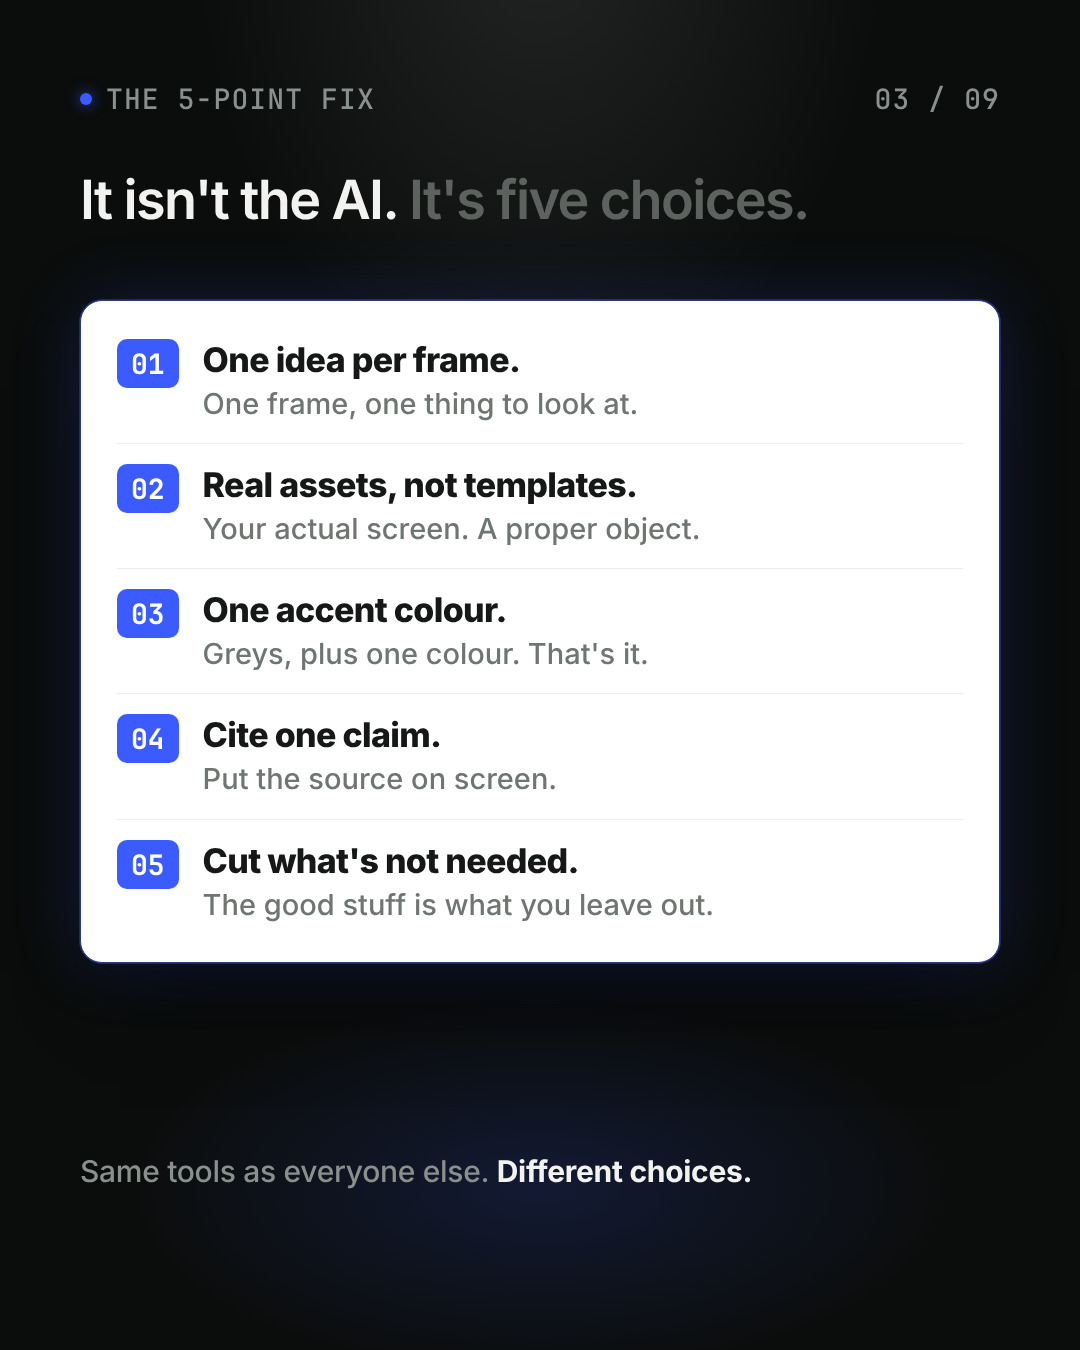 THE 5-POINT FIX
03 / 09
It isn't the AI. It's five choices.
01
One idea per frame.
One frame, one thing to look at.
02
Real assets, not templates.
Your actual screen. A proper object.
03
One accent colour.
Greys, plus one colour. That's it.
04
Cite one claim.
Put the source on screen.
05
Cut what's not needed.
The good stuff is what you leave out.
Same tools as everyone else. Different choices.